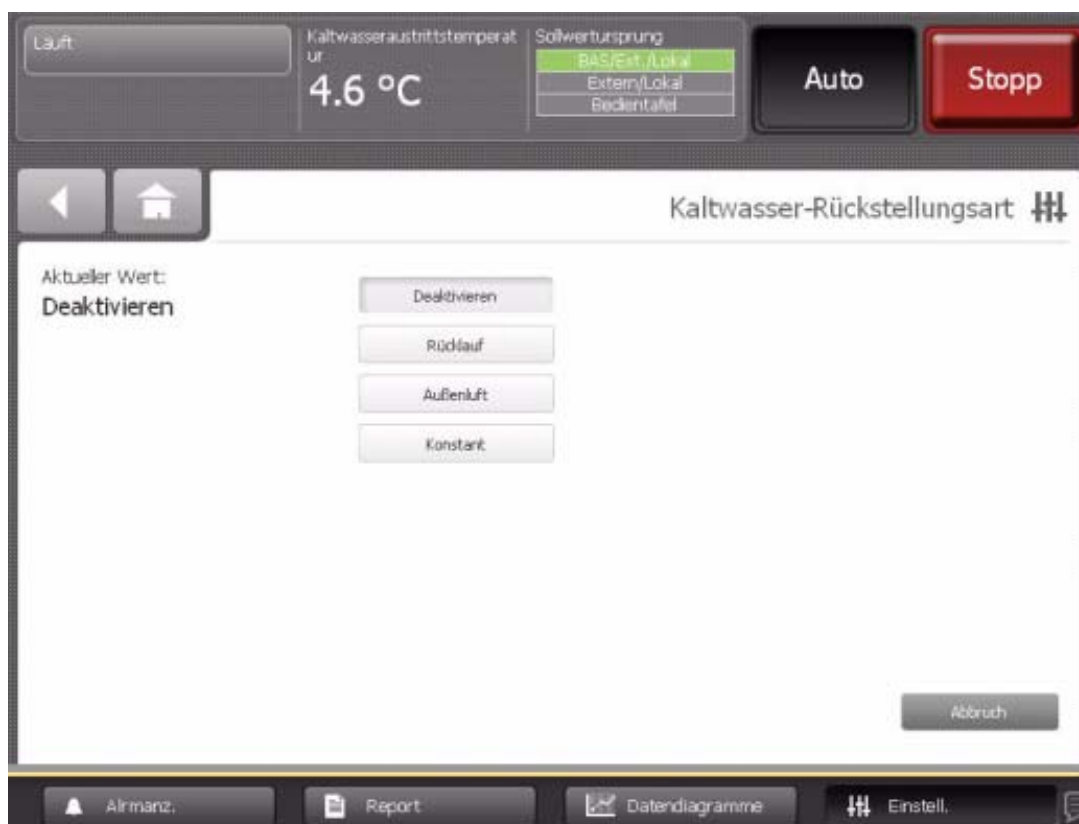 Läuft
Kaltwasseraustrittstemperat
ur
4.6 °C
Sollwertursprung
BAS/Ext./Lokal
Extern/Lokal
Bedientafel
Auto
Stopp
Kaltwasser-Rückstellungsart
Aktueller Wert:
Deaktivieren
Deaktivieren
Rücklauf
Außenluft
Konstant
Abbruch
Alrmanz.
Report
Datendiagramme
Einstell.